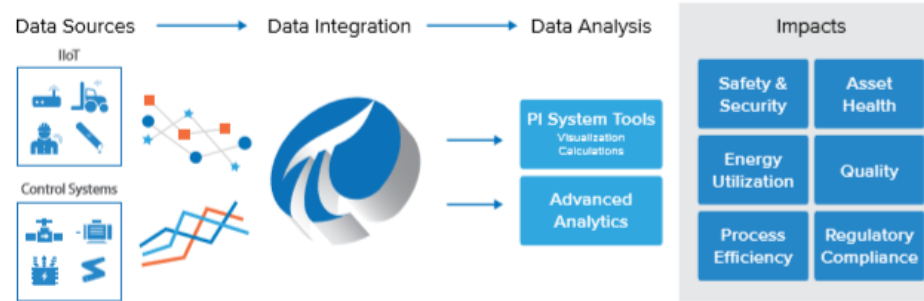 Data Sources
Data Integration
Data Analysis
Impacts
IIoT
Control Systems
PI System Tools
Visualization
Calculations
Advanced
Analytics
Safety &
Security
Asset
Health
Energy
Utilization
Quality
Process
Efficiency
Regulatory
Compliance